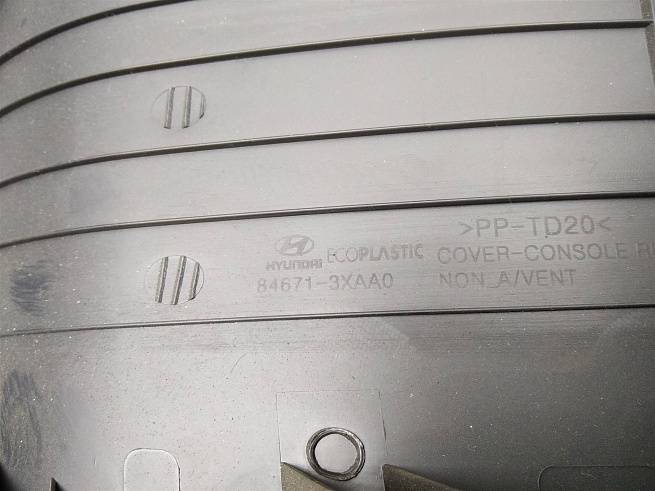 >PP-TD20<
HYUNDAI ECOPLASTIC COVER-CONSOLE
84671-3XAA0 NON_A/VENT